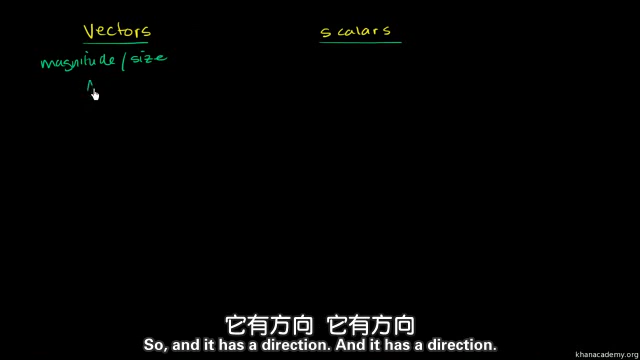 Vectors
scalars
magnitude / size
它有方向 它有方向
So, and it has a direction. And it has a direction.
khanacademy.org